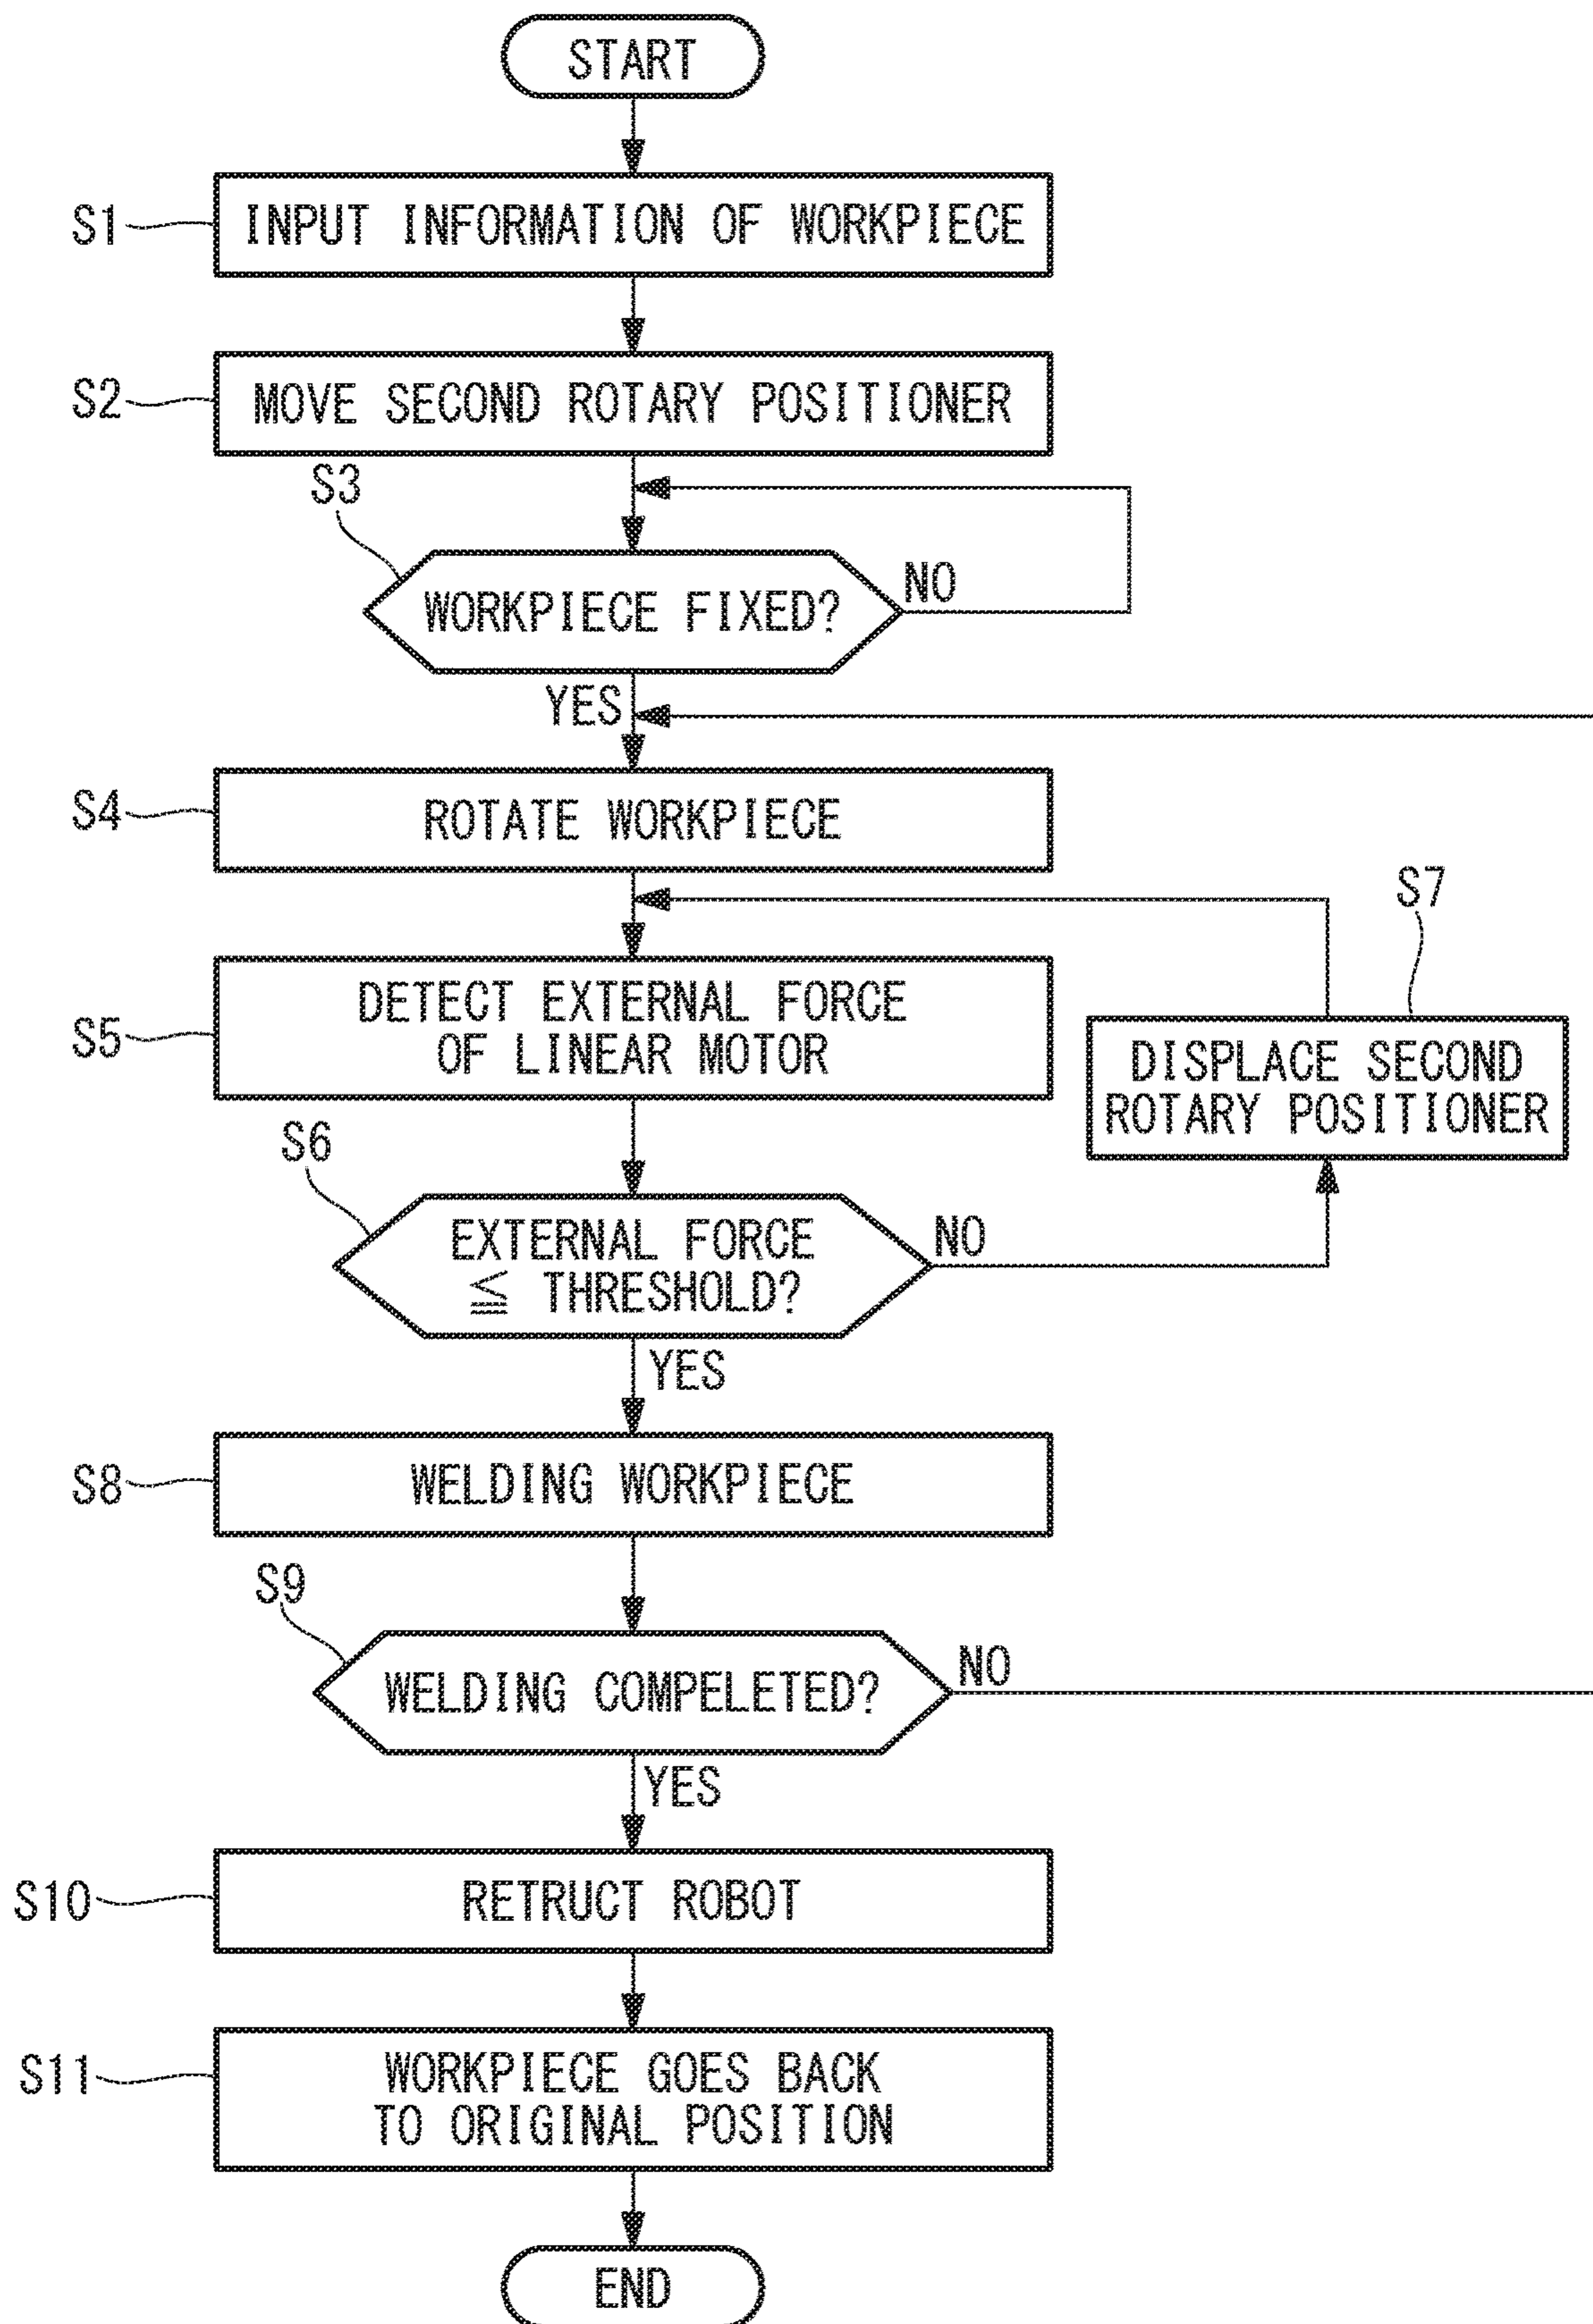 START
S1
INPUT INFORMATION OF WORKPIECE
S2
MOVE SECOND ROTARY POSITIONER
S3
WORKPIECE FIXED?
NO
YES
S4
ROTATE WORKPIECE
S5
DETECT EXTERNAL FORCE
OF LINEAR MOTOR
S7
DISPLACE SECOND
ROTARY POSITIONER
S6
EXTERNAL FORCE
≦ THRESHOLD?
NO
YES
S8
WELDING WORKPIECE
S9
WELDING COMPELETED?
NO
YES
S10
RETRUCT ROBOT
S11
WORKPIECE GOES BACK
TO ORIGINAL POSITION
END